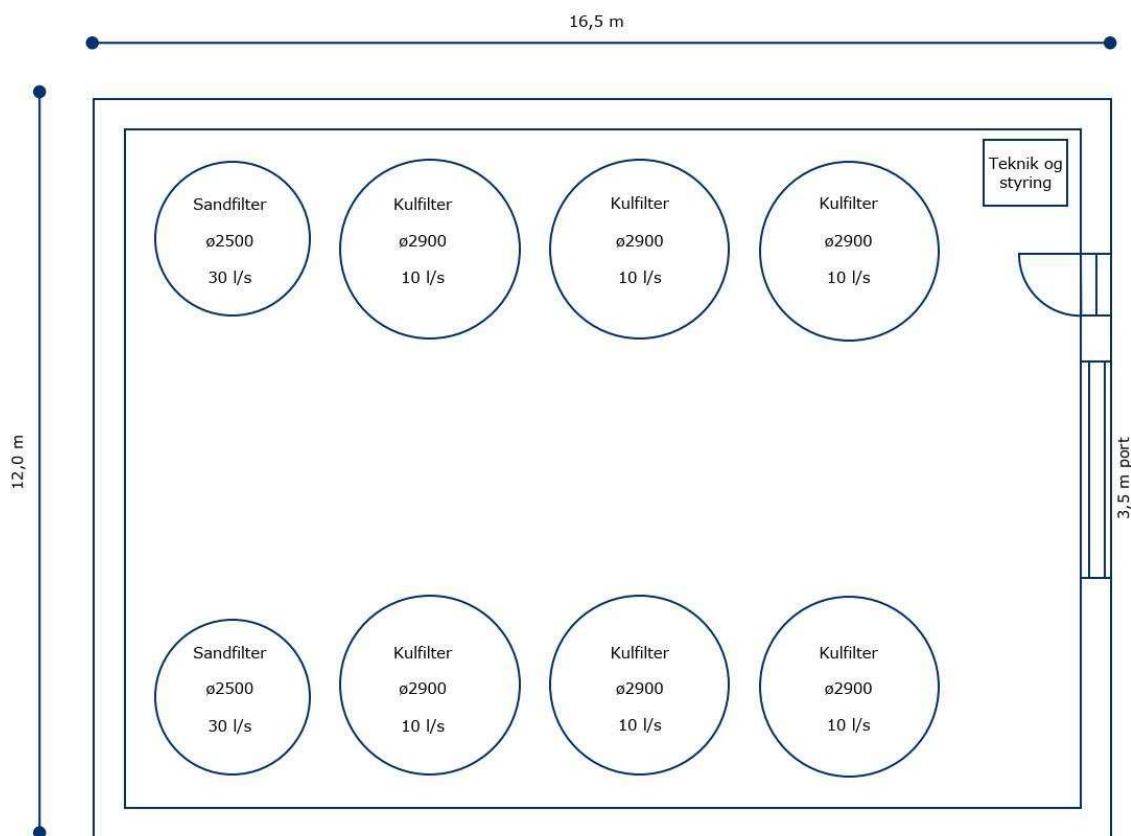 16,5 m
Teknik og
styring
Sandfilter
ø2500
30 l/s
Kulfilter
ø2900
10 l/s
Kulfilter
ø2900
10 l/s
Kulfilter
ø2900
10 l/s
12,0 m
3,5 m port
Sandfilter
ø2500
30 l/s
Kulfilter
ø2900
10 l/s
Kulfilter
ø2900
10 l/s
Kulfilter
ø2900
10 l/s